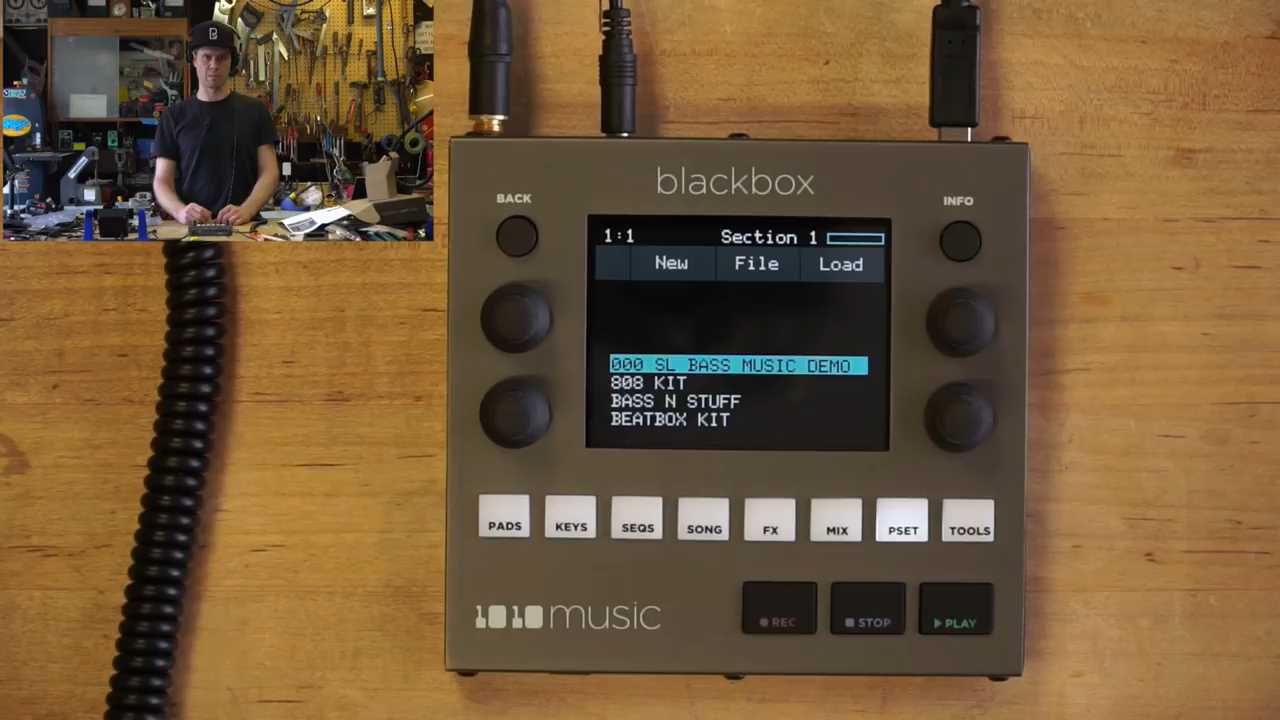 blackbox
BACK
INFO
1:1 Section 1
New File Load
000 SL BASS MUSIC DEMO
808 KIT
BASS N STUFF
BEATBOX KIT
PADS KEYS SEQS SONG FX MIX PSET TOOLS
1010music
REC STOP PLAY